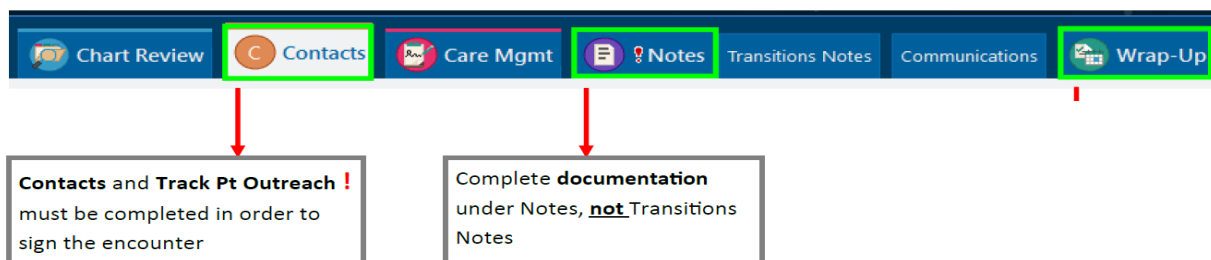 Chart Review C Contacts Care Mgmt ! Notes Transitions Notes Communications Wrap-Up
Contacts and Track Pt Outreach !
must be completed in order to
sign the encounter
Complete documentation
under Notes, not Transitions
Notes